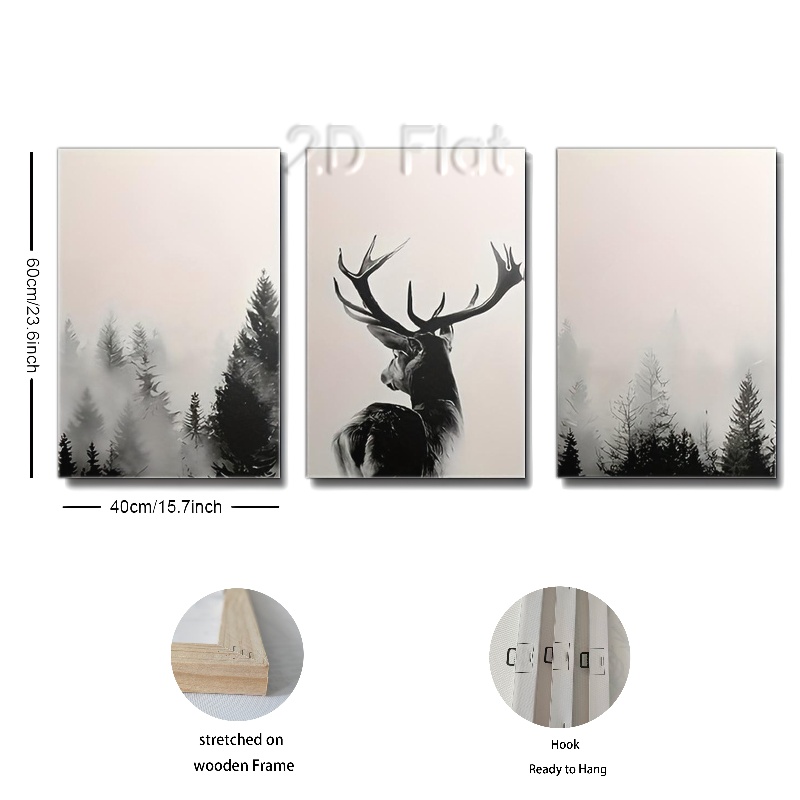 2D Flat
60cm/23.6inch
40cm/15.7inch
stretched on
wooden Frame
Hook
Ready to Hang